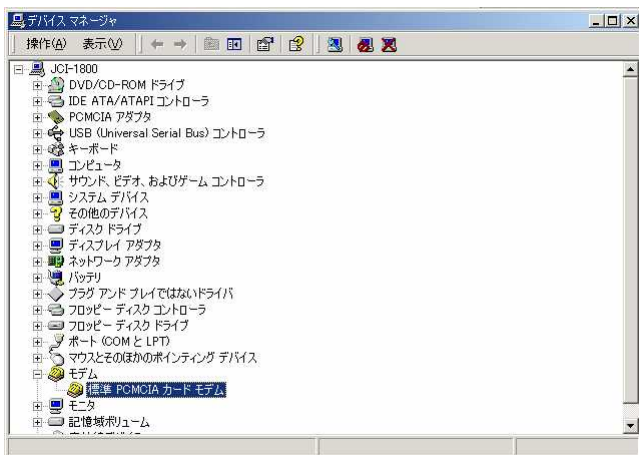 デバイス マネージャ
操作(A) 表示(V)
JCI-1800
DVD/CD-ROM ドライブ
IDE ATA/ATAPI コントローラ
PCMCIA アダプタ
USB (Universal Serial Bus) コントローラ
キーボード
コンピュータ
サウンド、ビデオ、およびゲーム コントローラ
システム デバイス
その他のデバイス
ディスク ドライブ
ディスプレイ アダプタ
ネットワーク アダプタ
バッテリ
プラグ アンド プレイではないドライバ
フロッピー ディスク コントローラ
フロッピー ディスク ドライブ
ポート (COM と LPT)
マウスとそのほかのポインティング デバイス
モデム
標準 PCMCIA カード モデム
モニタ
記憶域ボリューム